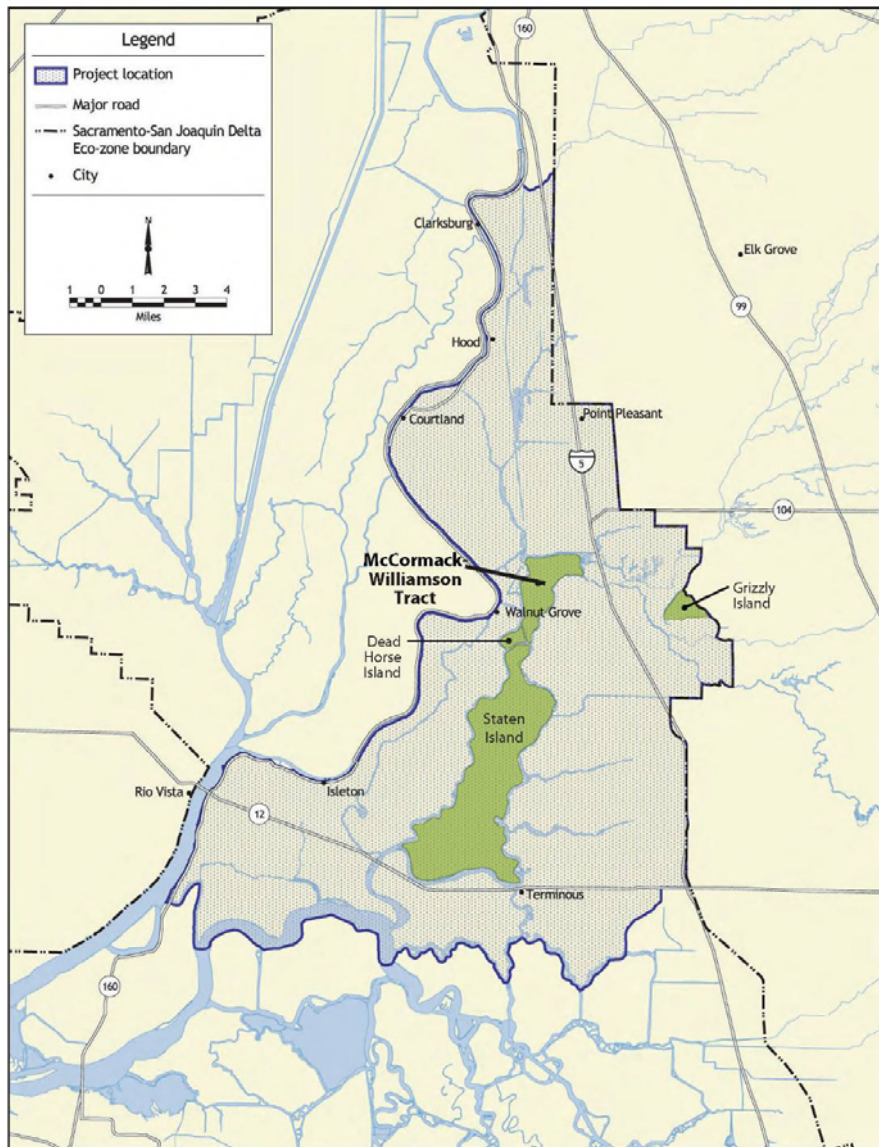 Legend
Project location
Major road
Sacramento-San Joaquin Delta
Eco-zone boundary
City
N
1 0 1 2 3 4
Miles
160
Clarksburg
Elk Grove
99
Hood
Courtland
Point Pleasant
5
104
McCormack-
Williamson
Tract
Grizzly
Island
Walnut Grove
Dead
Horse
Island
Staten
Island
Rio Vista
Isleton
12
Terminous
160